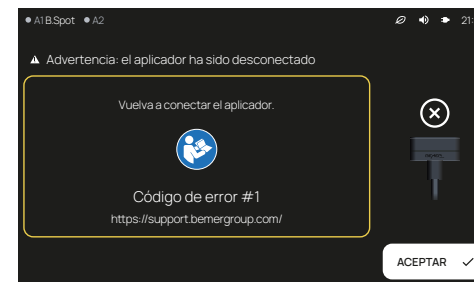 A1 B.Spot A2 21:
Advertencia: el aplicador ha sido desconectado
Vuelva a conectar el aplicador.
Código de error #1
https://support.bemergroup.com/
ACEPTAR